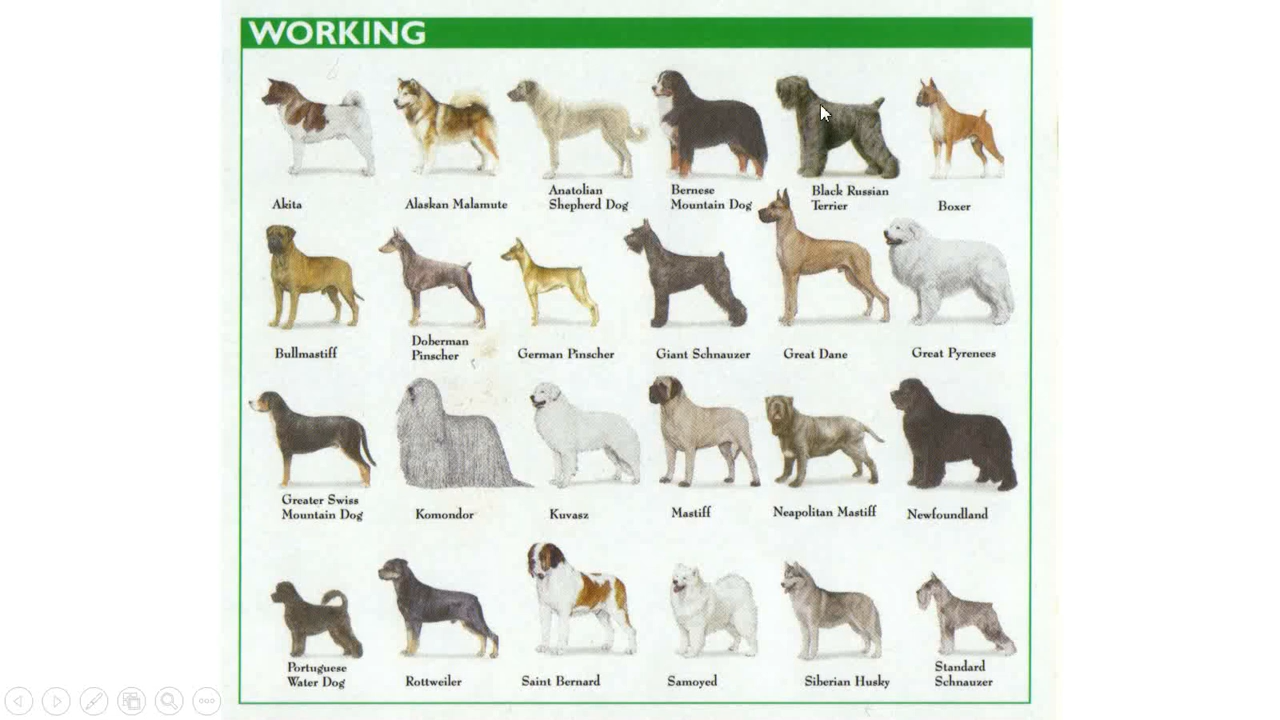 WORKING
Akita
Alaskan Malamute
Anatolian
Shepherd Dog
Bernese
Mountain Dog
Black Russian
Terrier
Boxer
Bullmastiff
Doberman
Pinscher
German Pinscher
Giant Schnauzer
Great Dane
Great Pyrenees
Greater Swiss
Mountain Dog
Komondor
Kuvasz
Mastiff
Neapolitan Mastiff
Newfoundland
Portuguese
Water Dog
Rottweiler
Saint Bernard
Samoyed
Siberian Husky
Standard
Schnauzer